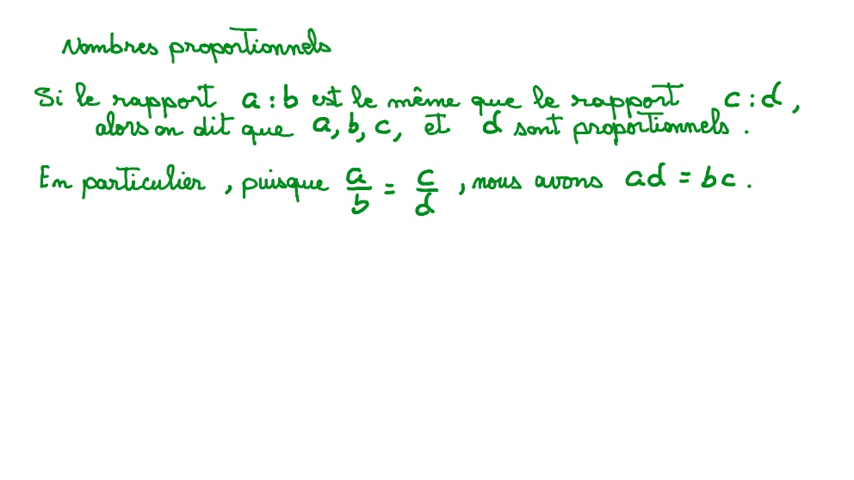 Nombres proportionnels
Si le rapport a : b est le même que le rapport c : d,
alors on dit que a, b, c, et d sont proportionnels.
En particulier, puisque a/b = c/d, nous avons ad = bc.